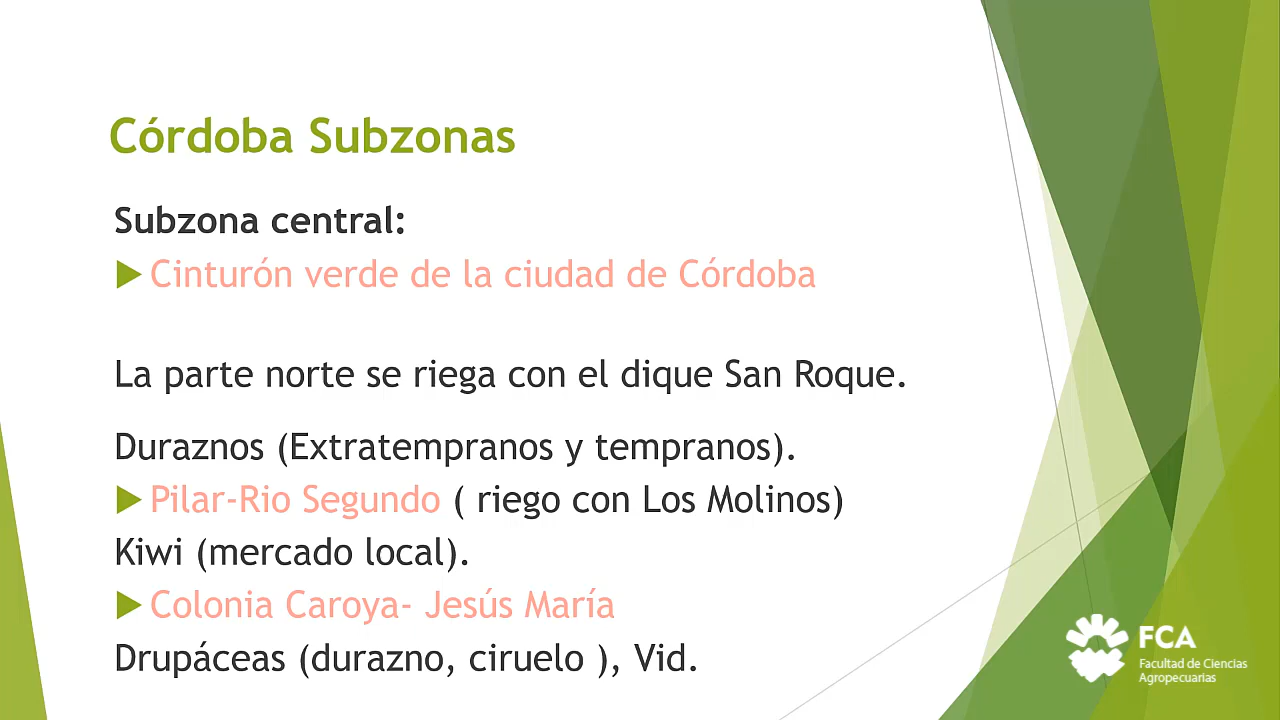 Córdoba Subzonas
Subzona central:
Cinturón verde de la ciudad de Córdoba
La parte norte se riega con el dique San Roque.
Duraznos (Extratempranos y tempranos).
Pilar-Rio Segundo ( riego con Los Molinos)
Kiwi (mercado local).
Colonia Caroya- Jesús María
Drupáceas (durazno, ciruelo ), Vid.
FCA
Facultad de Ciencias
Agropecuarias